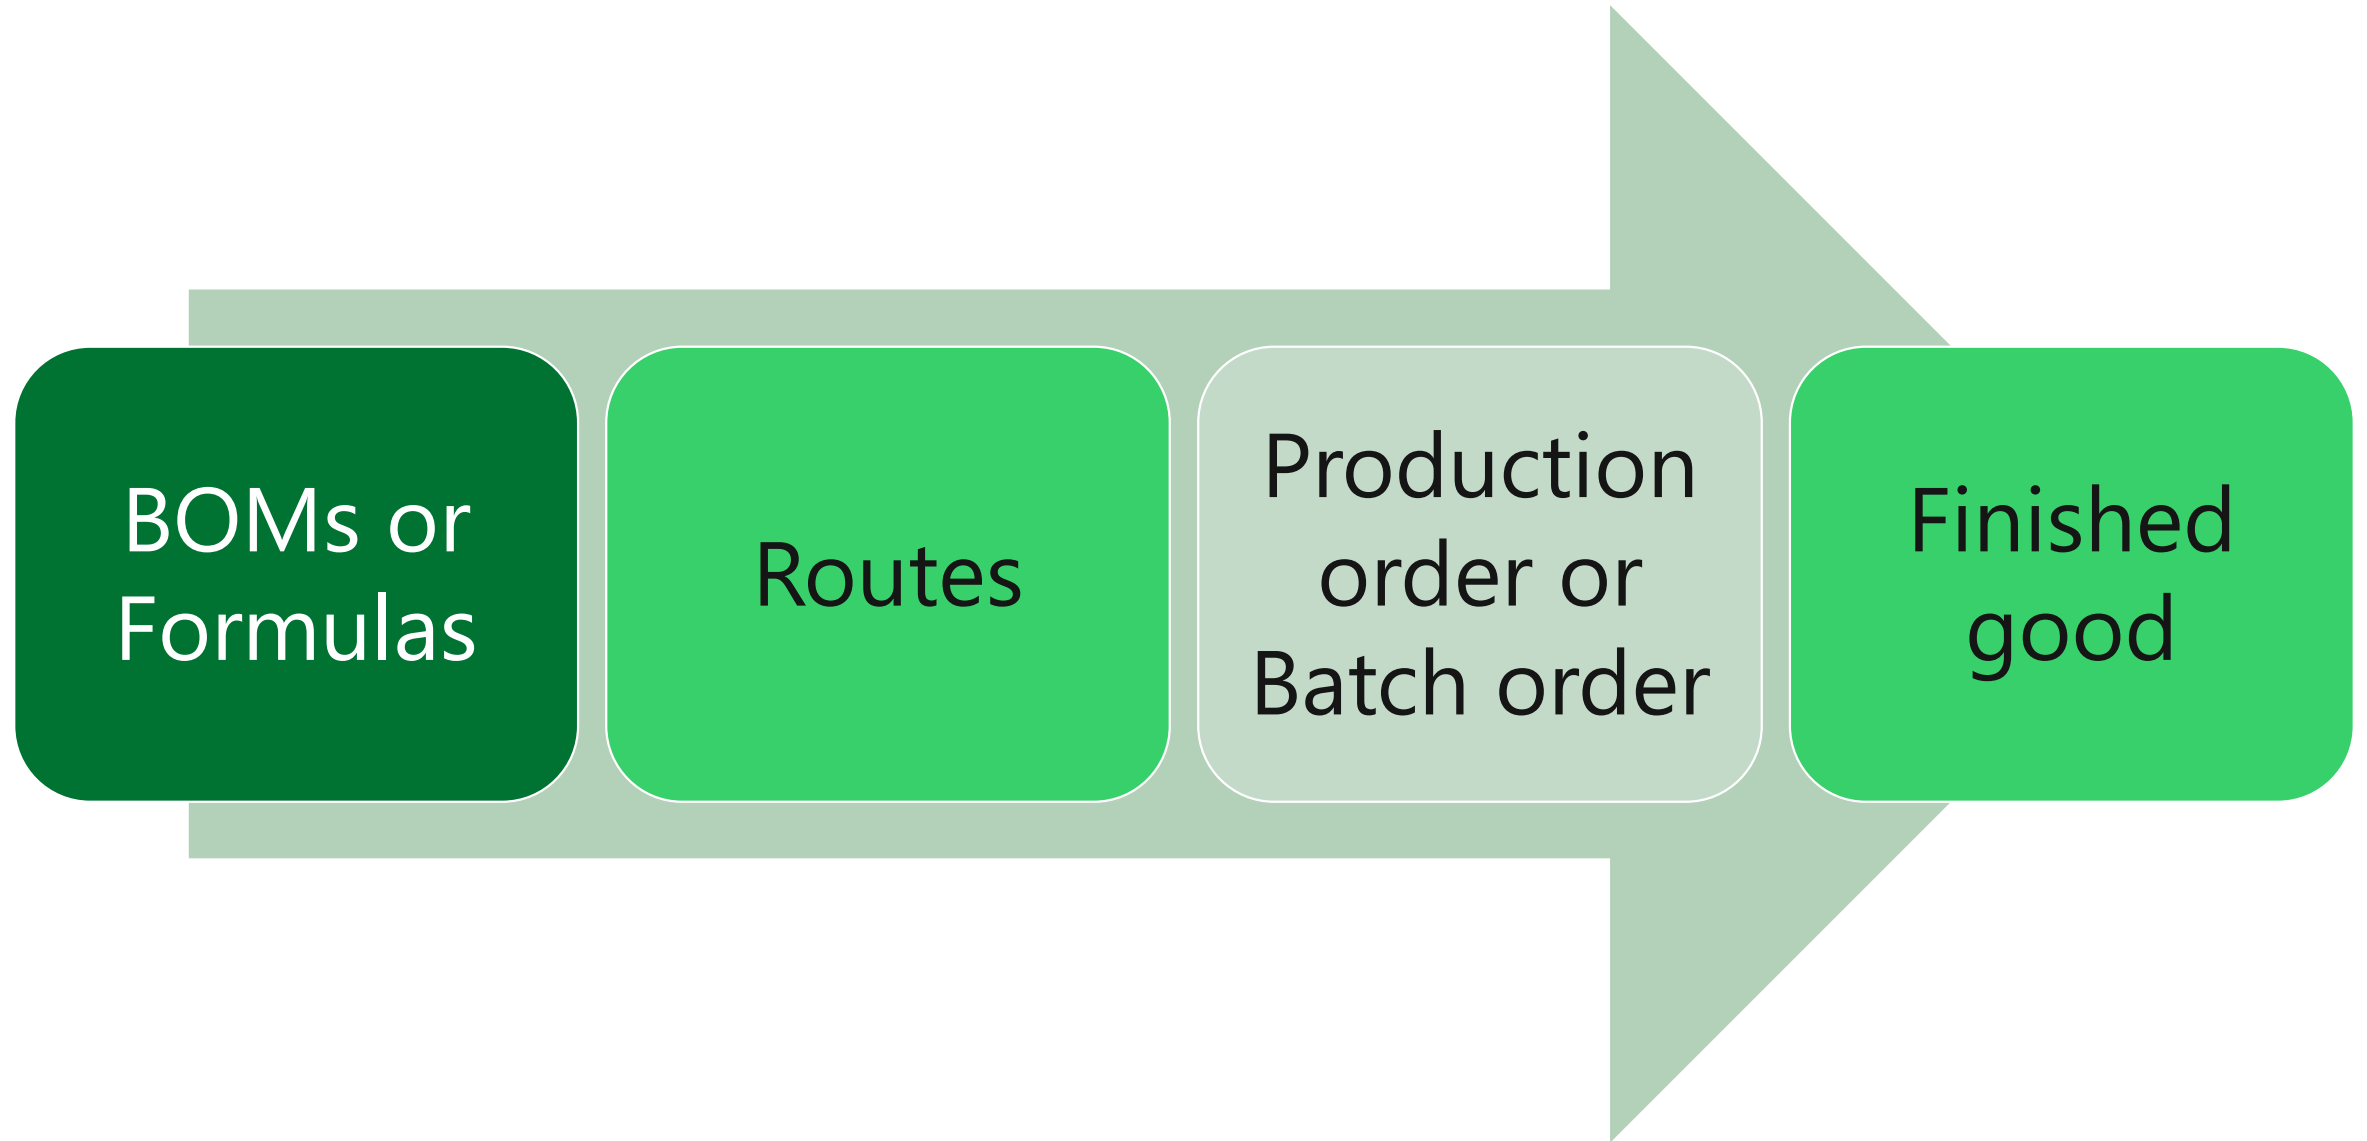 BOMs or
Formulas
Routes
Production
order or
Batch order
Finished
good